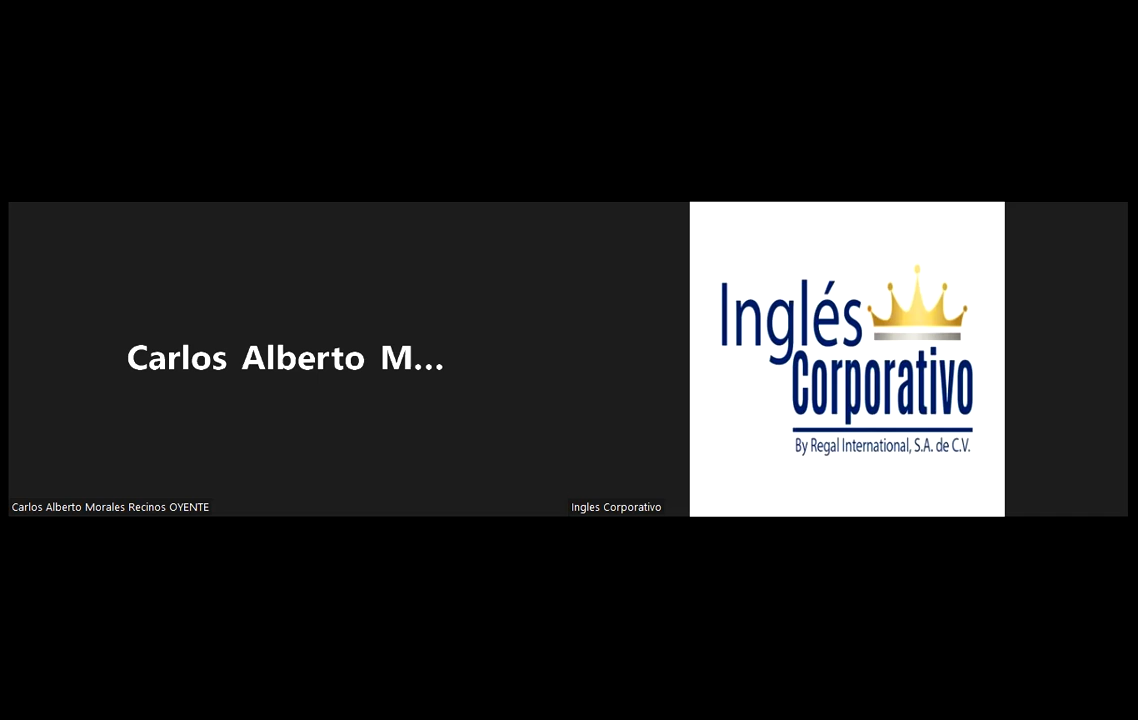 Carlos Alberto M...
Inglés
Corporativo
By Regal International, S.A. de C.V.
Carlos Alberto Morales Recinos OYENTE
Ingles Corporativo